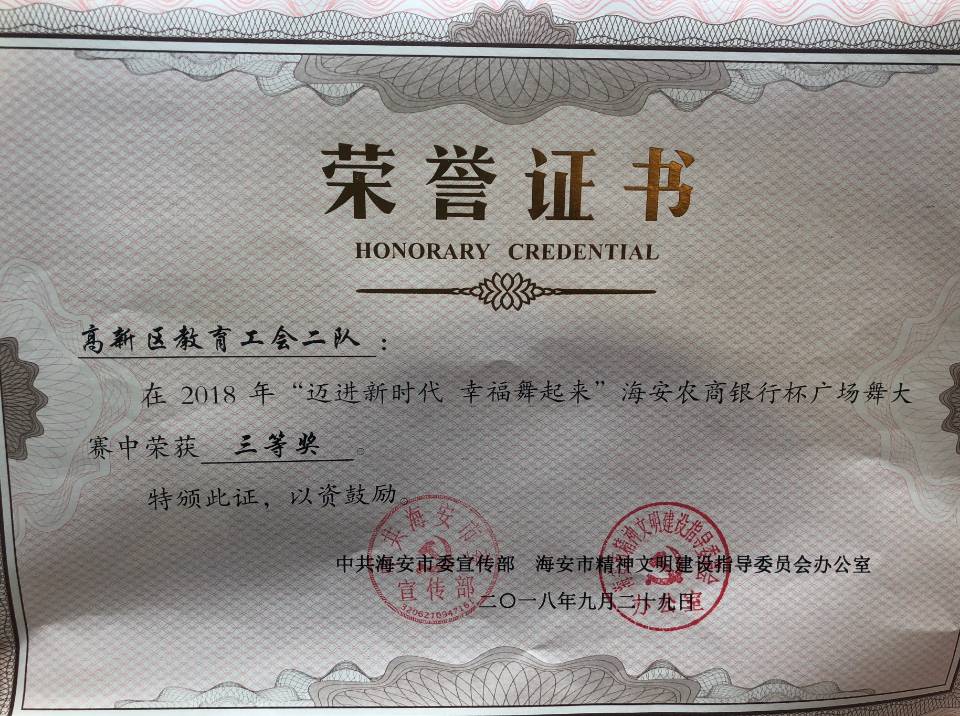 荣誉证书
HONORARY CREDENTIAL
高新区教育工会二队：
在 2018 年“迈进新时代 幸福舞起来”海安农商银行杯广场舞大
赛中荣获 三等奖 。
特颁此证，以资鼓励。
中共海安市委宣传部 海安市精神文明建设指导委员会办公室
二〇一八年九月二十九日
宣传部
办公室